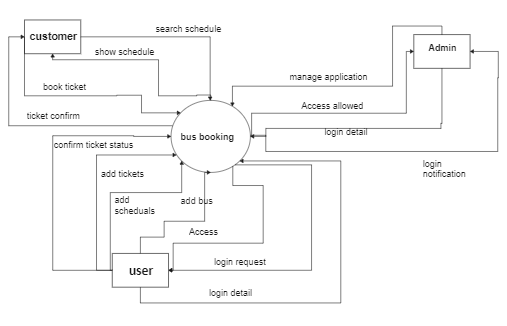 search schedule
customer
show schedule
Admin
manage application
book ticket
Access allowed
ticket confirm
login detail
bus booking
confirm ticket status
login
notification
add tickets
add
scheduals
add bus
Access
login request
user
login detail